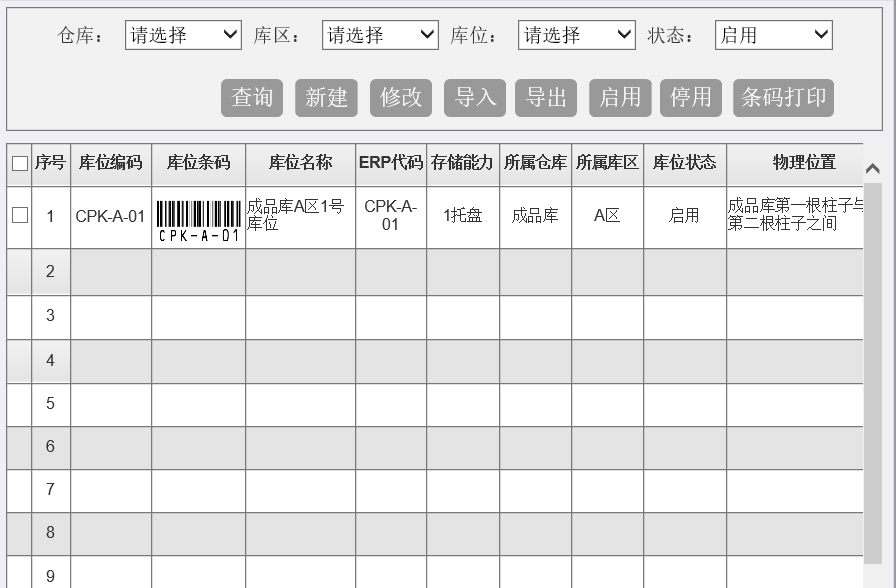 仓库： 请选择 库区： 请选择 库位： 请选择 状态： 启用
查询 新建 修改 导入 导出 启用 停用 条码打印
序号 库位编码 库位条码 库位名称 ERP代码 存储能力 所属仓库 所属库区 库位状态 物理位置
1 CPK-A-01 CPK-A-01 成品库A区1号库位 CPK-A-01 1托盘 成品库 A区 启用 成品库第一根柱子与第二根柱子之间
2
3
4
5
6
7
8
9